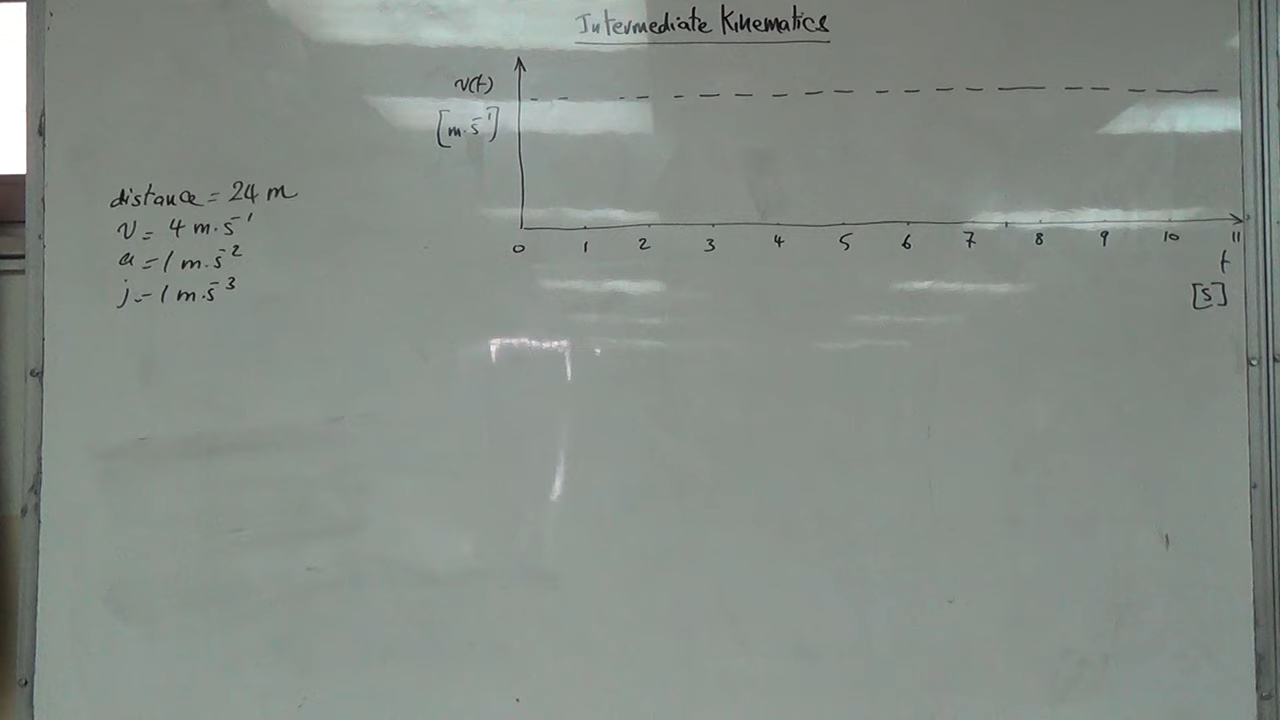 Intermediate Kinematics
v(t)
[m.s⁻¹]
distance = 24 m
v = 4 m.s⁻¹
a = 1 m.s⁻²
j = 1 m.s⁻³
0 1 2 3 4 5 6 7 8 9 10 11
t
[s]